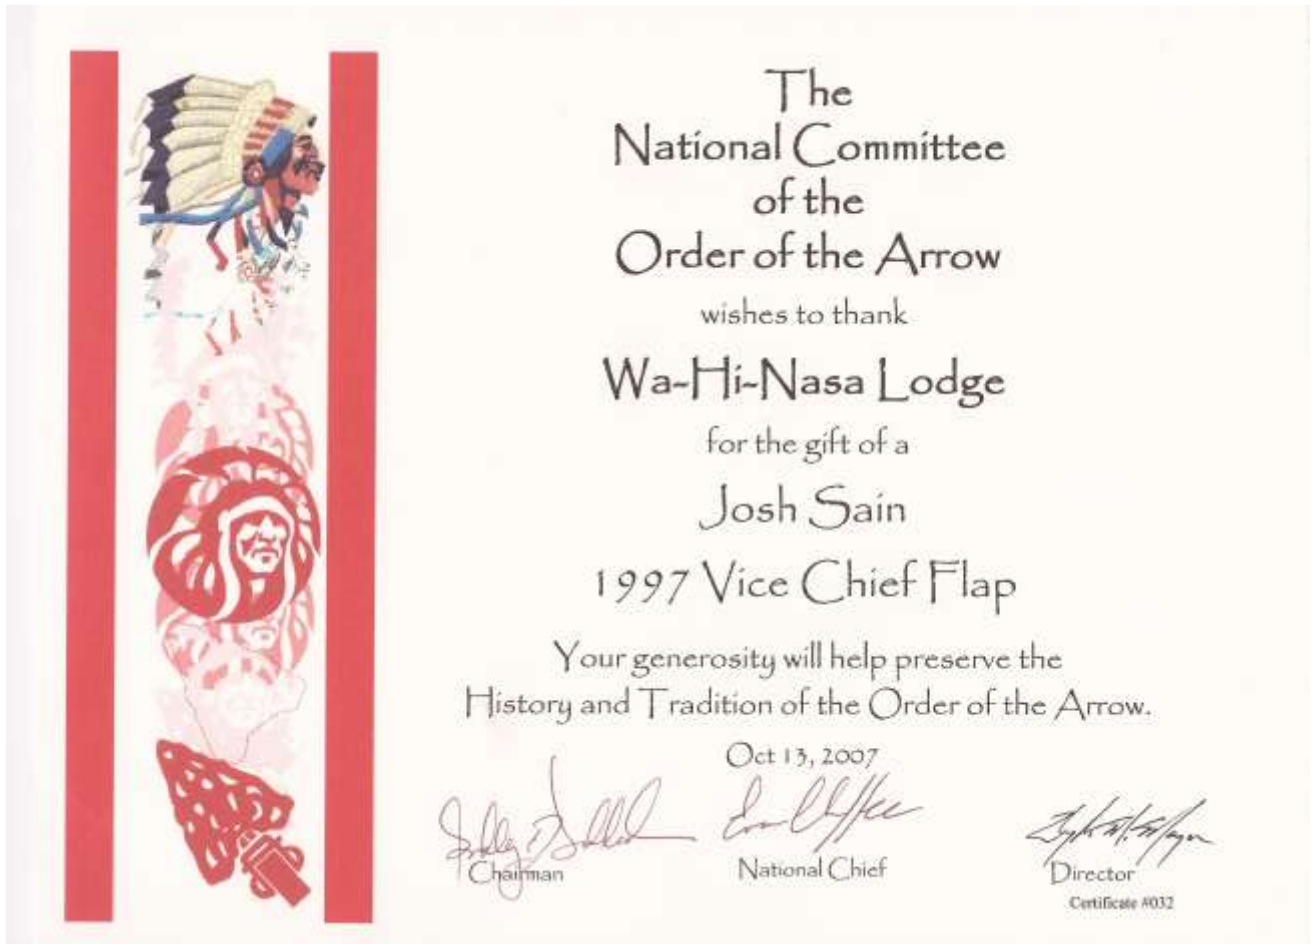 The
National Committee
of the
Order of the Arrow
wishes to thank
Wa-Hi-Nasa Lodge
for the gift of a
Josh Sain
1997 Vice Chief Flap
Your generosity will help preserve the
History and Tradition of the Order of the Arrow.
Oct 13, 2007
Chairman
National Chief
Director
Certificate #032